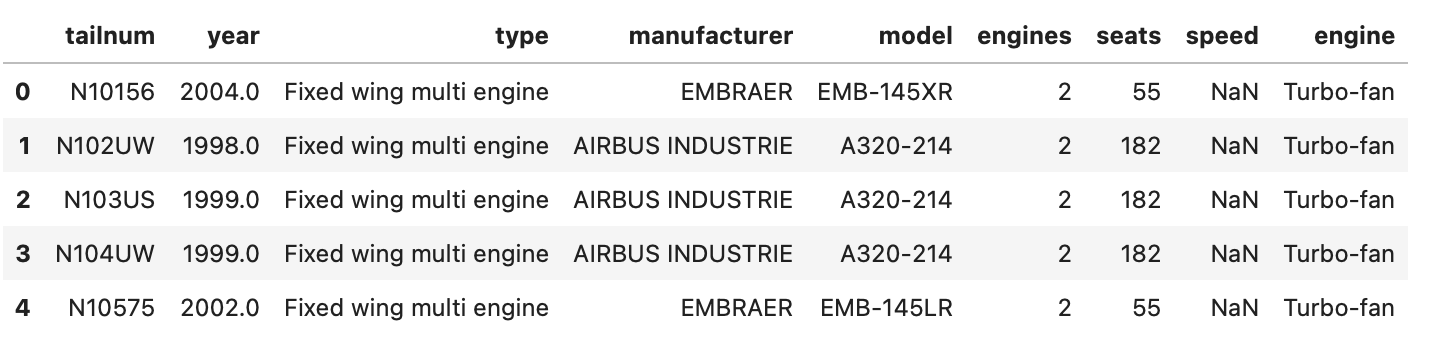 tailnum year type manufacturer model engines seats speed engine
0 N10156 2004.0 Fixed wing multi engine EMBRAER EMB-145XR 2 55 NaN Turbo-fan
1 N102UW 1998.0 Fixed wing multi engine AIRBUS INDUSTRIE A320-214 2 182 NaN Turbo-fan
2 N103US 1999.0 Fixed wing multi engine AIRBUS INDUSTRIE A320-214 2 182 NaN Turbo-fan
3 N104UW 1999.0 Fixed wing multi engine AIRBUS INDUSTRIE A320-214 2 182 NaN Turbo-fan
4 N10575 2002.0 Fixed wing multi engine EMBRAER EMB-145LR 2 55 NaN Turbo-fan